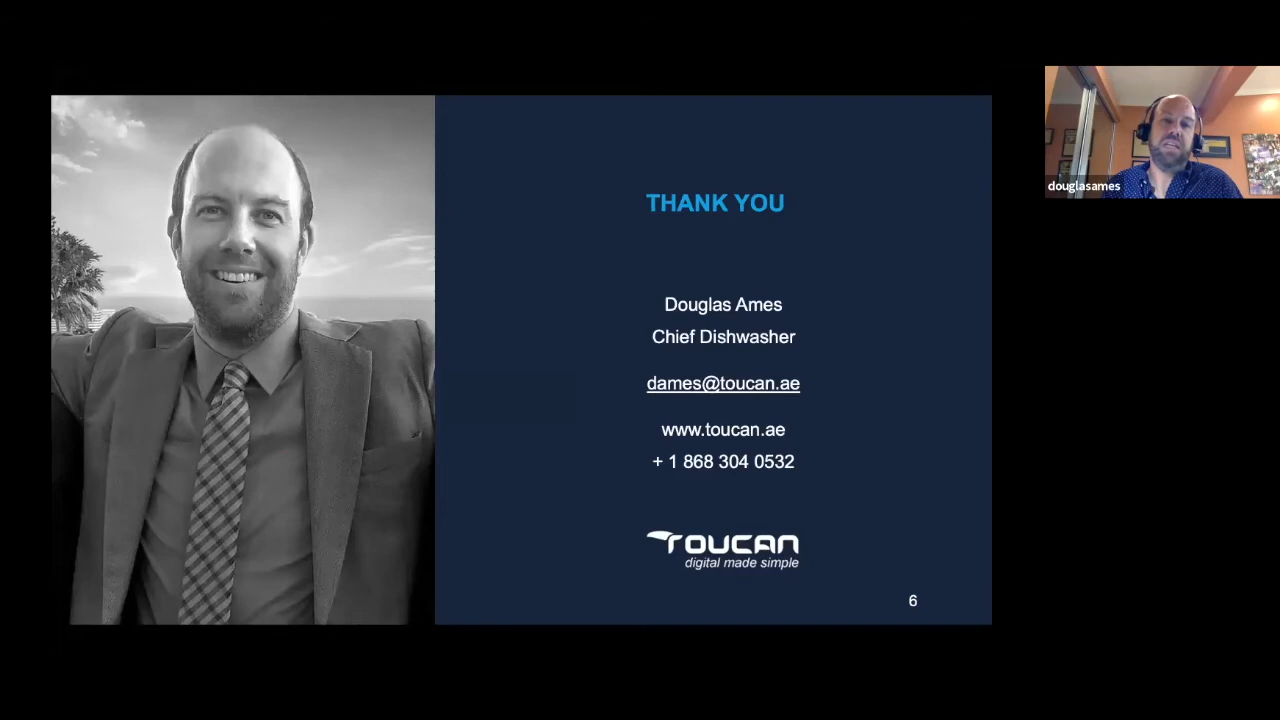 THANK YOU
Douglas Ames
Chief Dishwasher
dames@toucan.ae
www.toucan.ae
+ 1 868 304 0532
TOUCAN
digital made simple
6
douglasames